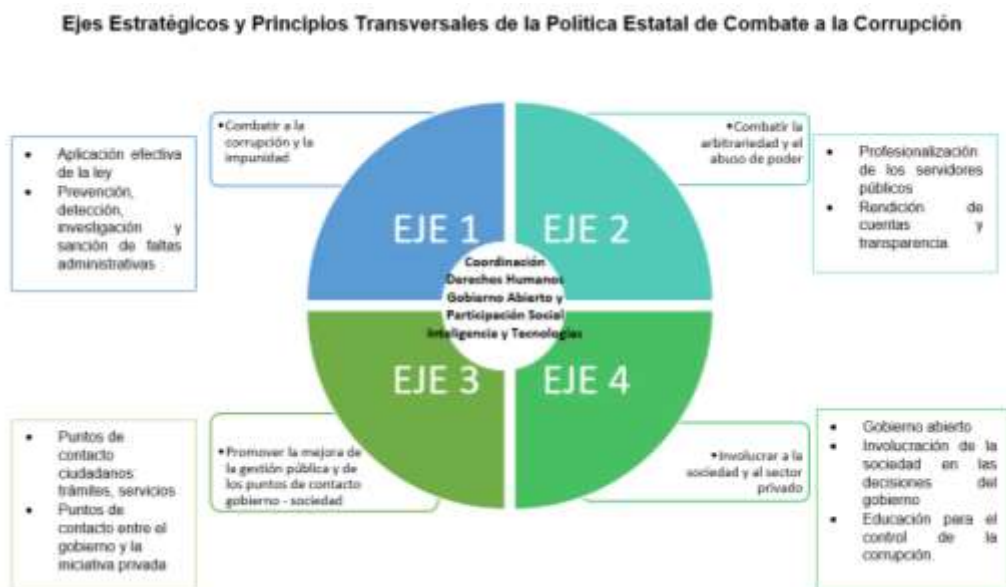 Ejes Estratégicos y Principios Transversales de la Política Estatal de Combate a la Corrupción
• Aplicación efectiva
de la ley
• Prevención,
detección,
investigación y
sanción de faltas
administrativas
•Combatir a la
corrupción y la
impunidad
EJE 1
EJE 2
•Combatir la
arbitrariedad y el
abuso de poder
• Profesionalización
de los servidores
públicos
• Rendición de
cuentas y
transparencia
Coordinación
Derechos Humanos
Gobierno Abierto y
Participación Social
Inteligencia y Tecnologías
• Puntos de
contacto
ciudadanos:
trámites, servicios
• Puntos de
contacto entre el
gobierno y la
iniciativa privada
•Promover la mejora de
la gestión pública y de
los puntos de contacto
gobierno - sociedad
EJE 3
EJE 4
•Involucrar a la
sociedad y al sector
privado
• Gobierno abierto
• Involucración de la
sociedad en las
decisiones del
gobierno
• Educación para el
control de la
corrupción.